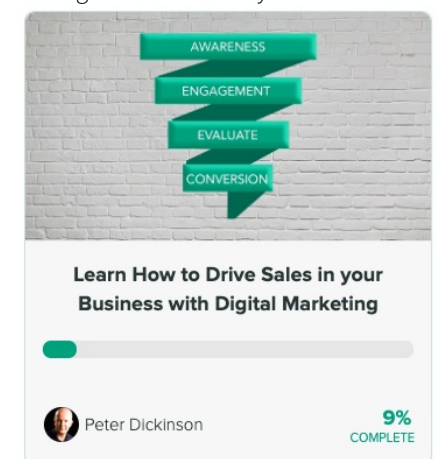 AWARENESS
ENGAGEMENT
EVALUATE
CONVERSION
Learn How to Drive Sales in your
Business with Digital Marketing
Peter Dickinson
9%
COMPLETE